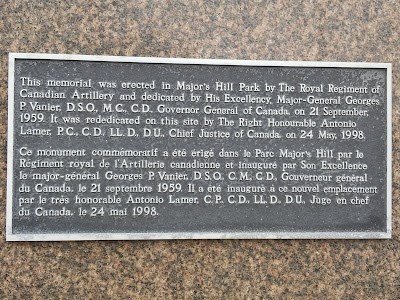 This memorial was erected in Major's Hill Park by The Royal Regiment of
Canadian Artillery and dedicated by His Excellency, Major-General Georges
P. Vanier, D.S.O., M.C., C.D. Governor General of Canada, on 21 September,
1959. It was rededicated on this site by The Right Honourable Antonio
Lamer, P.C., C.D., LL.D., D.U., Chief Justice of Canada, on 24 May, 1998.
Ce monument commémoratif a été érigé dans le Parc Major's Hill par le
Régiment royal de l'Artillerie canadienne et inauguré par Son Excellence
le major-général Georges P. Vanier, D.S.O., C.M., C.D., Gouverneur général
du Canada, le 21 septembre 1959. Il a été inauguré à ce nouvel emplacement
par le très honorable Antonio Lamer, C.P., C.D., LL.D., D.U., Juge en chef
du Canada, le 24 mai 1998.